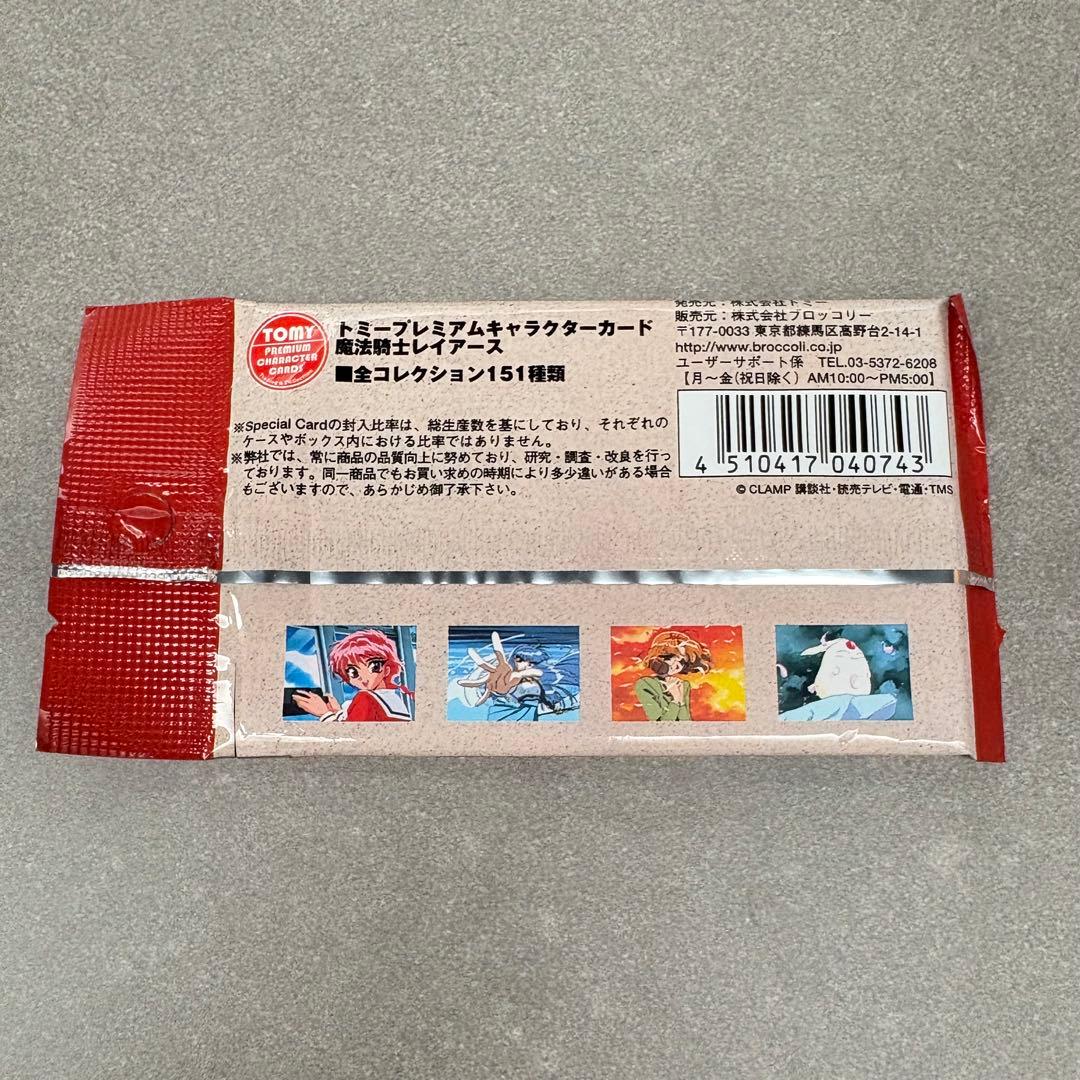 TOMY
PREMIUM
CHARACTER
CARDS
トミープレミアムキャラクターカード
魔法騎士レイアース
■全コレクション151種類
※Special Cardの封入比率は、総生産数を基にしており、それぞれの
ケースやボックス内における比率ではありません。
※弊社では、常に商品の品質向上に努めており、研究・調査・改良を行っ
ております。同一商品でもお買い求めの時期により多少違いがある場合
もございますので、あらかじめ御了承下さい。
発売元：株式会社トミー
販売元：株式会社ブロッコリー
〒177-0033 東京都練馬区高野台2-14-1
http://www.broccoli.co.jp
ユーザーサポート係 TEL.03-5372-6208
【月～金(祝日除く) AM10:00～PM5:00】
4 510417 040743
© CLAMP 講談社・読売テレビ・電通・TMS